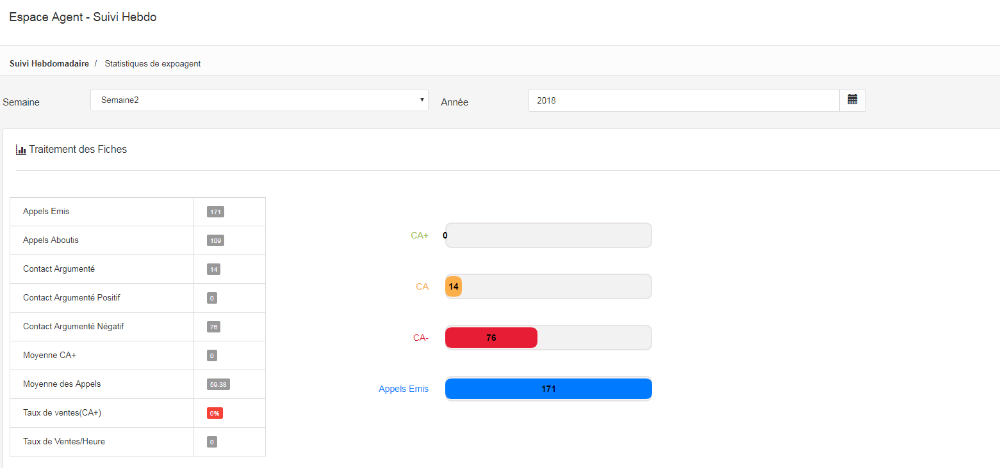 Espace Agent - Suivi Hebdo
Suivi Hebdomadaire / Statistiques de expoagent
Semaine Semaine2 Année 2018
Traitement des Fiches
Appels Emis 171
Appels Aboutis 109
Contact Argumenté 14
Contact Argumenté Positif 0
Contact Argumenté Négatif 76
Moyenne CA+ 0
Moyenne des Appels 59.38
Taux de ventes(CA+) 0%
Taux de Ventes/Heure 0
CA+ 0
CA 14
CA- 76
Appels Emis 171